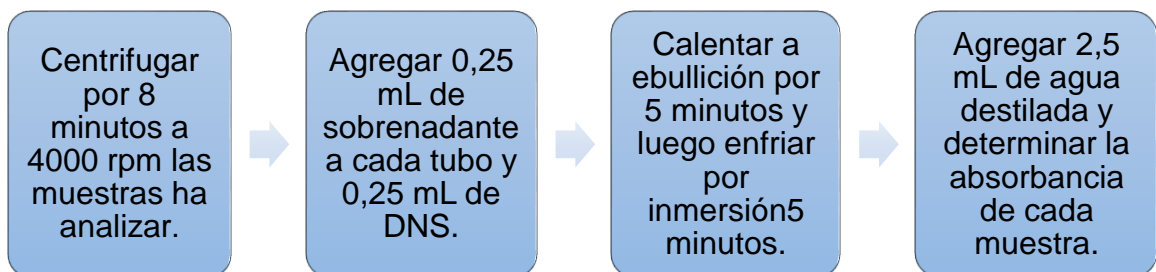 Centrifugar
por 8
minutos a
4000 rpm las
muestras ha
analizar.
Agregar 0,25
mL de
sobrenadante
a cada tubo y
0,25 mL de
DNS.
Calentar a
ebullición por
5 minutos y
luego enfriar
por
inmersión5
minutos.
Agregar 2,5
mL de agua
destilada y
determinar la
absorbancia
de cada
muestra.